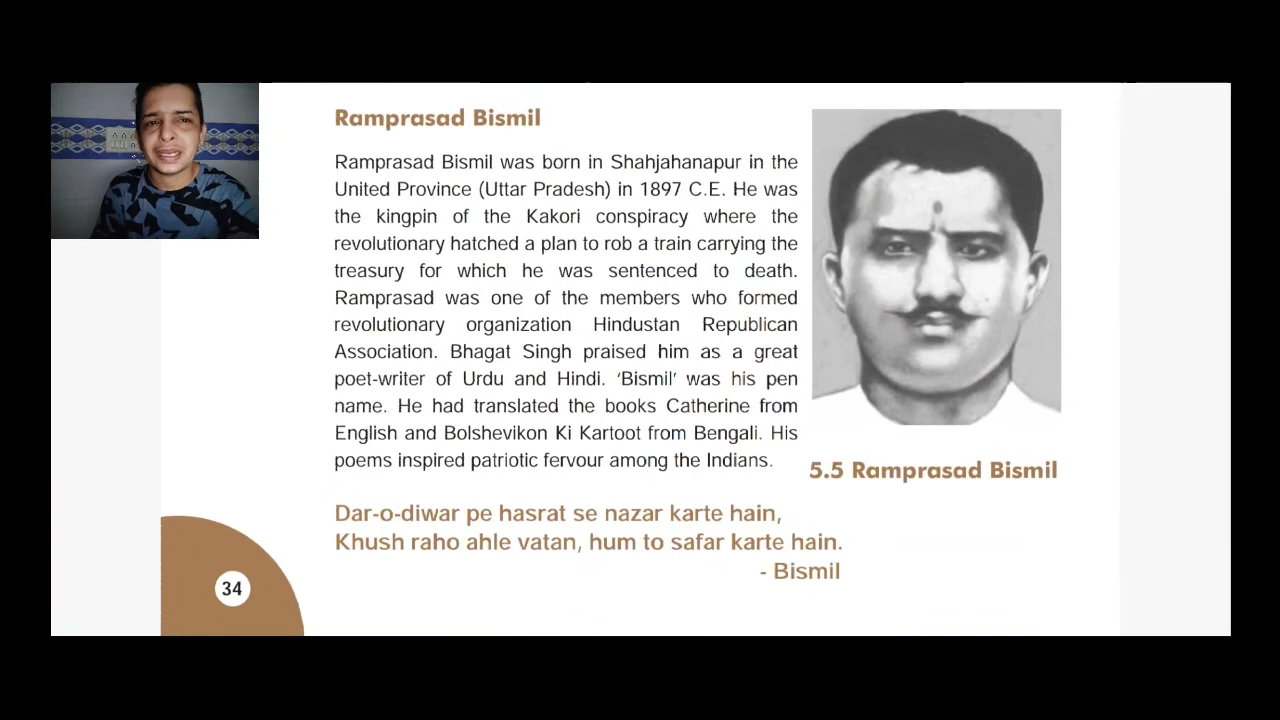 Ramprasad Bismil
Ramprasad Bismil was born in Shahjahanapur in the
United Province (Uttar Pradesh) in 1897 C.E. He was
the kingpin of the Kakori conspiracy where the
revolutionary hatched a plan to rob a train carrying the
treasury for which he was sentenced to death.
Ramprasad was one of the members who formed
revolutionary organization Hindustan Republican
Association. Bhagat Singh praised him as a great
poet-writer of Urdu and Hindi. ‘Bismil’ was his pen
name. He had translated the books Catherine from
English and Bolshevikon Ki Kartoot from Bengali. His
poems inspired patriotic fervour among the Indians.
5.5 Ramprasad Bismil
Dar-o-diwar pe hasrat se nazar karte hain,
Khush raho ahle vatan, hum to safar karte hain.
- Bismil
34